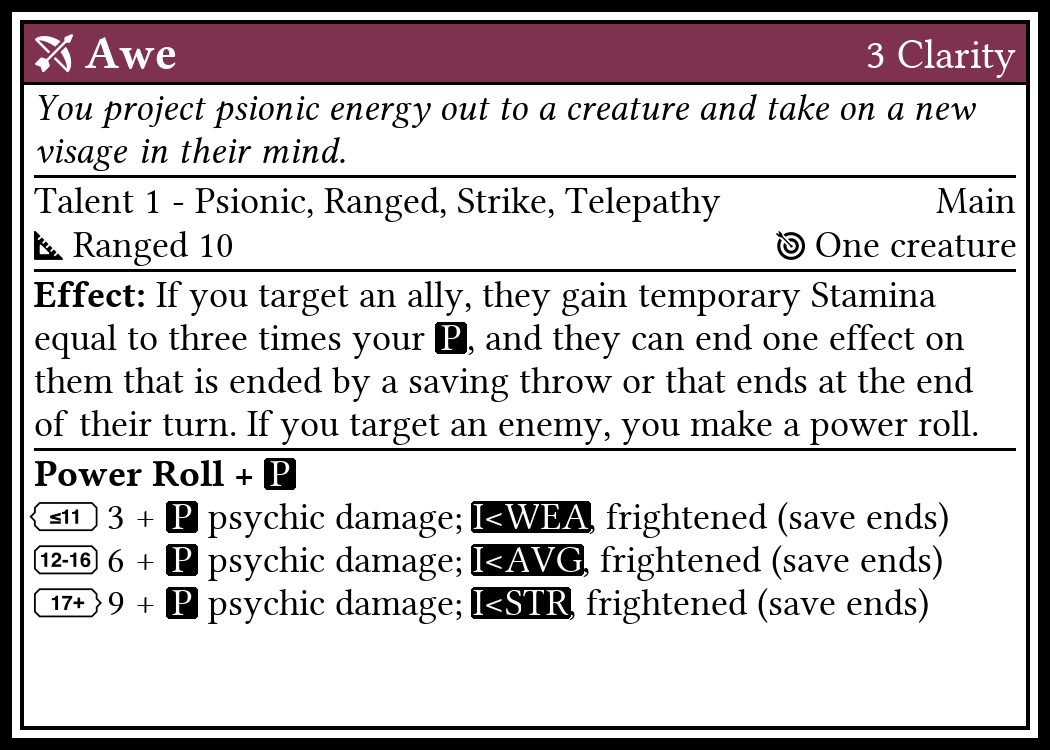 Awe 3 Clarity
You project psionic energy out to a creature and take on a new
visage in their mind.
Talent 1 - Psionic, Ranged, Strike, Telepathy Main
Ranged 10 One creature
Effect: If you target an ally, they gain temporary Stamina
equal to three times your P, and they can end one effect on
them that is ended by a saving throw or that ends at the end
of their turn. If you target an enemy, you make a power roll.
Power Roll + P
≤11 3 + P psychic damage; I<WEA, frightened (save ends)
12-16 6 + P psychic damage; I<AVG, frightened (save ends)
17+ 9 + P psychic damage; I<STR, frightened (save ends)